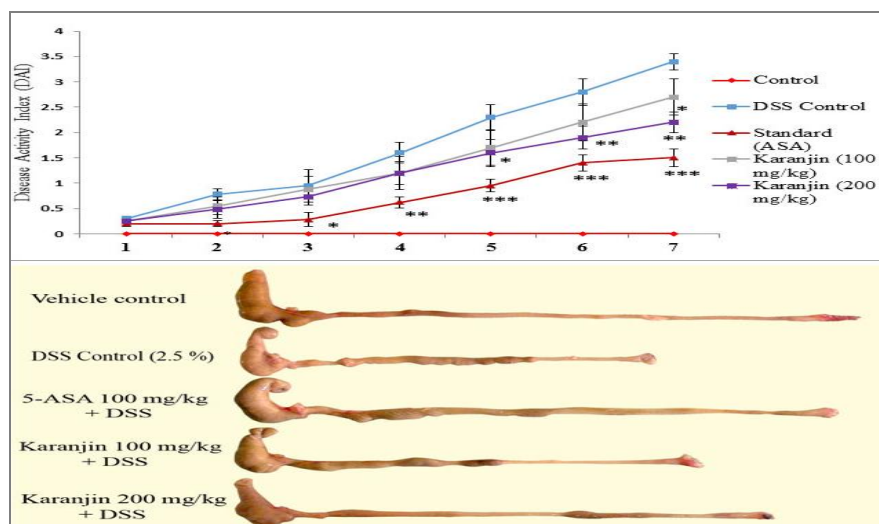 Disease Activity Index (DAI)
4
3.5
3
2.5
2
1.5
1
0.5
0
1 2 3 4 5 6 7
*
*
**
*
***
**
***
*
**
***
Control
DSS Control
Standard
(ASA)
Karanjin (100
mg/kg)
Karanjin (200
mg/kg)
Vehicle control
DSS Control (2.5 %)
5-ASA 100 mg/kg
+ DSS
Karanjin 100 mg/kg
+ DSS
Karanjin 200 mg/kg
+ DSS